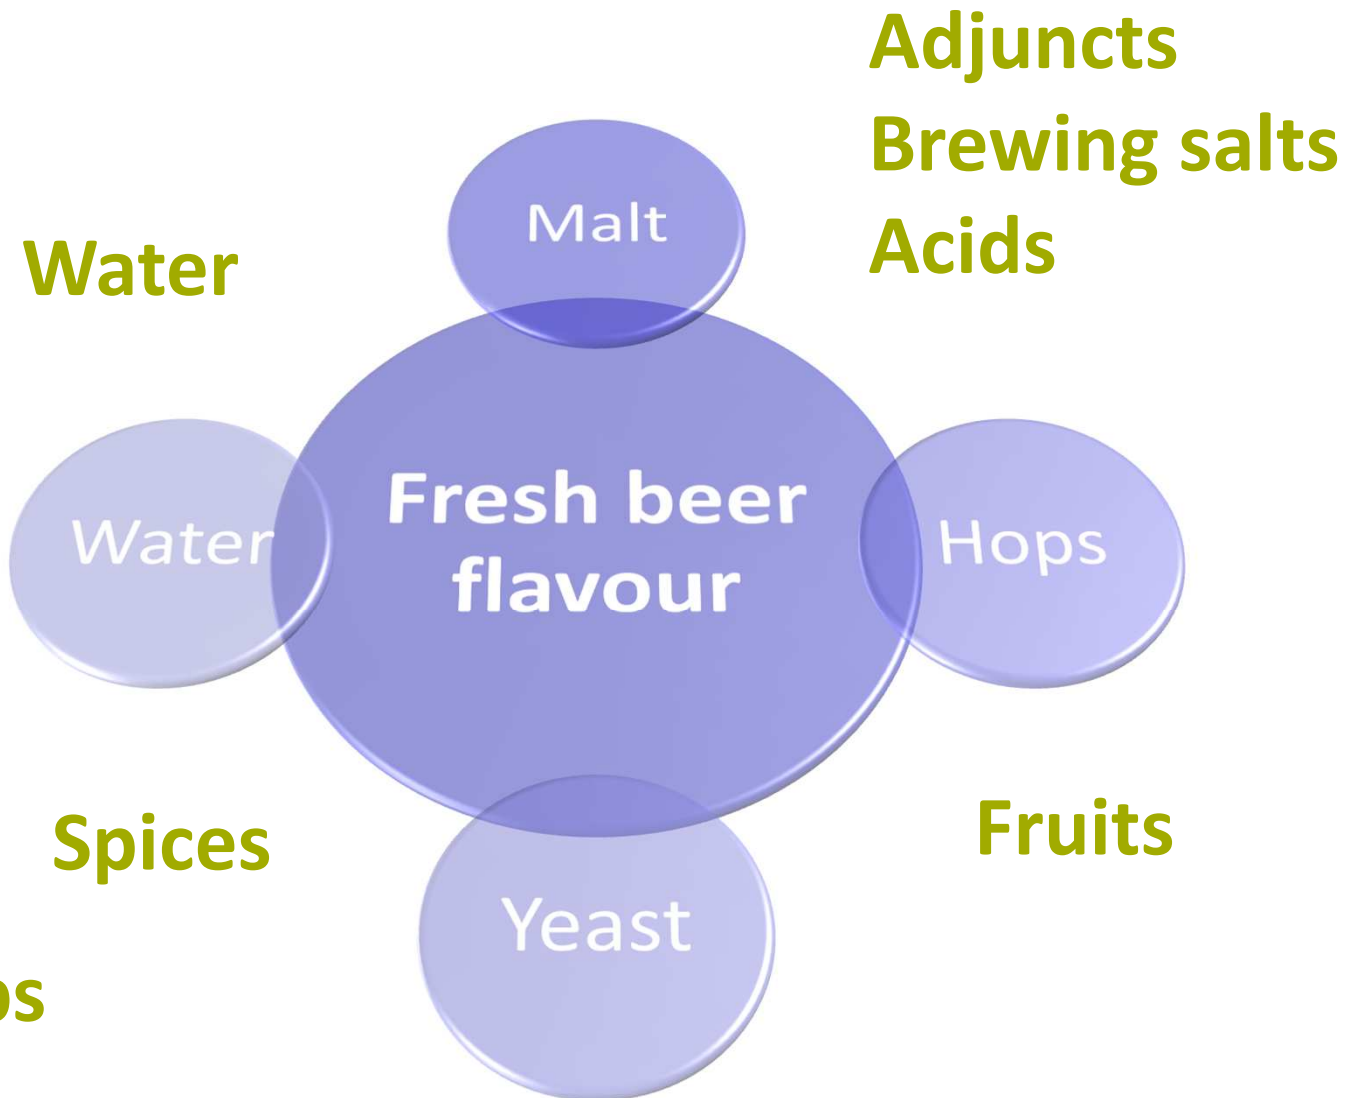 Adjuncts
Brewing salts
Acids
Malt
Water
Fresh beer
flavour
Water
Hops
Spices
Fruits
Yeast